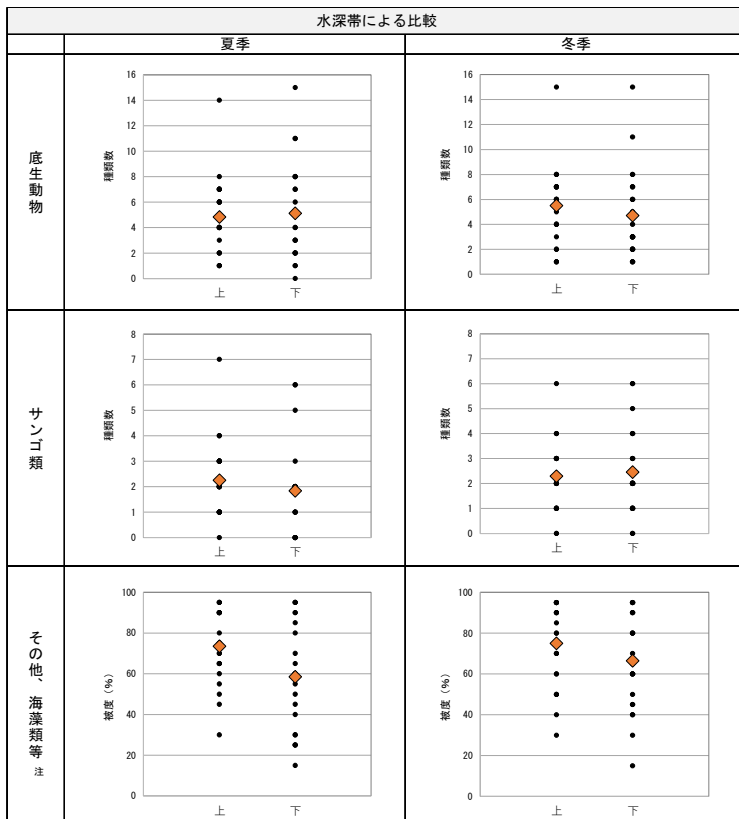 水深帯による比較
夏季
冬季
底生動物
種類数
16
14
12
10
8
6
4
2
0
上
下
種類数
16
14
12
10
8
6
4
2
0
上
下
サンゴ類
種類数
8
7
6
5
4
3
2
1
0
上
下
種類数
8
7
6
5
4
3
2
1
0
上
下
その他、海藻類等 注
被度(%)
100
80
60
40
20
0
上
下
被度(%)
100
80
60
40
20
0
上
下